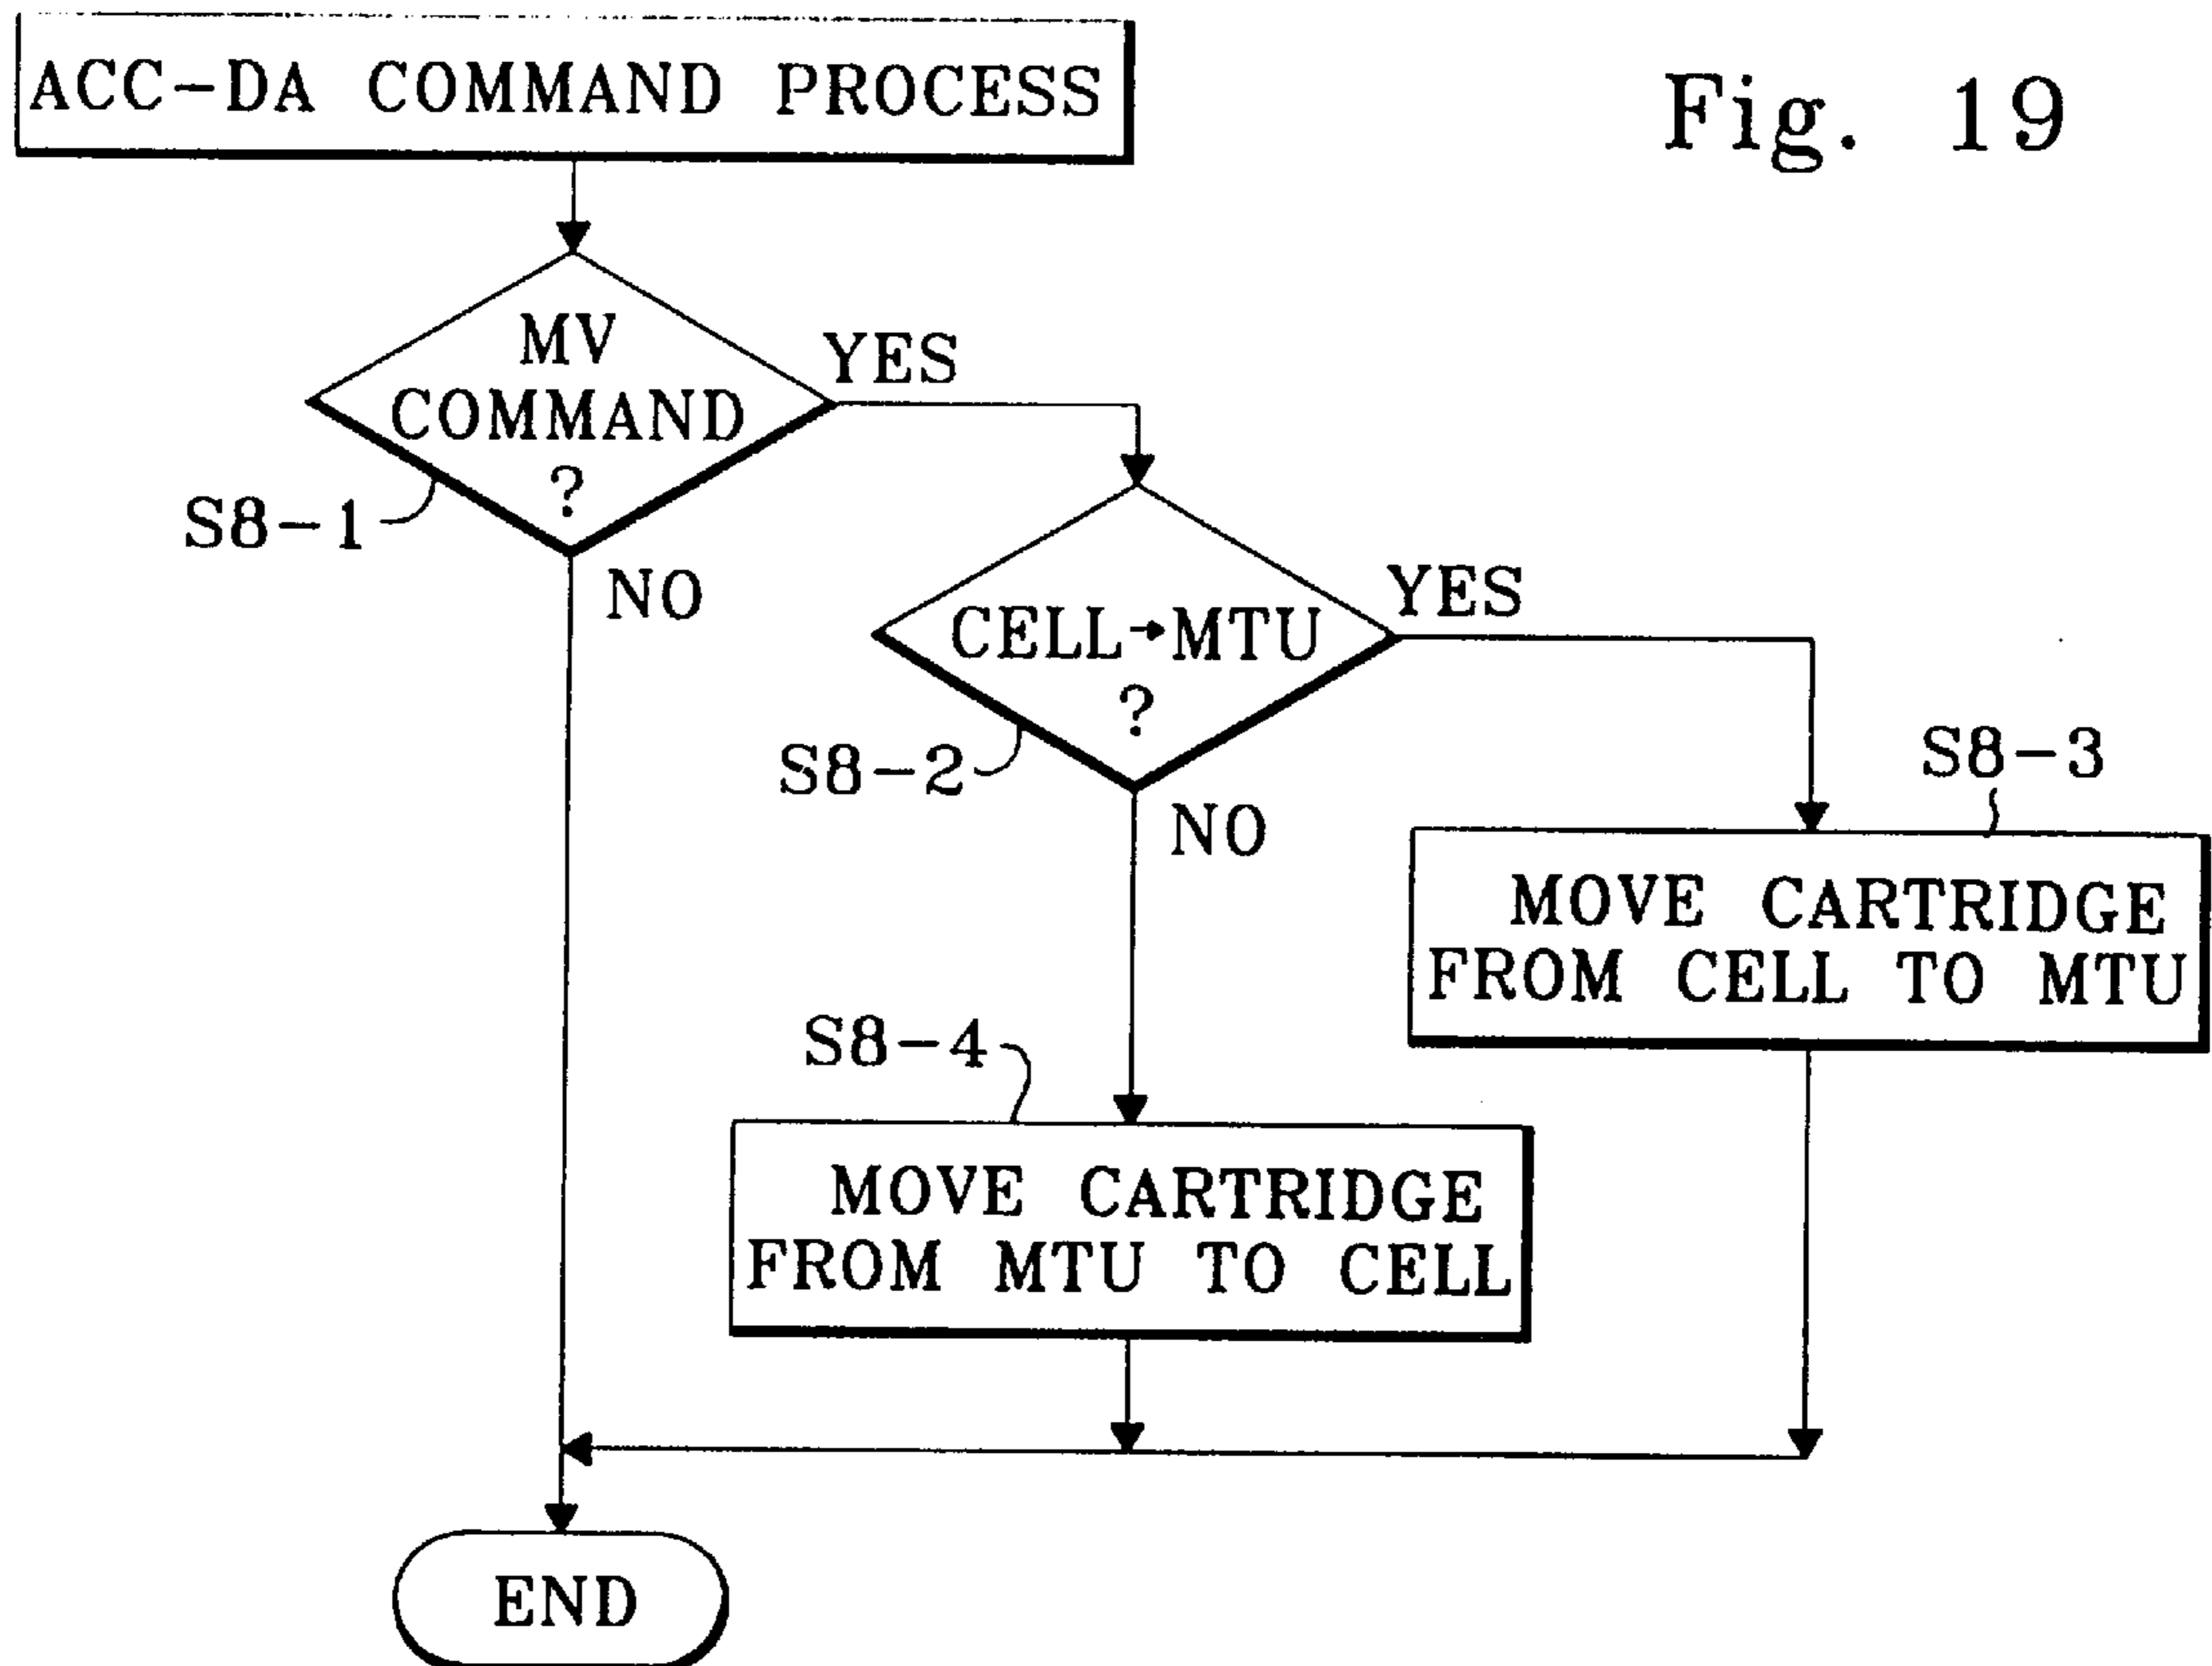 ACC-DA COMMAND PROCESS
Fig. 19
MV
COMMAND
?
YES
S8-1
NO
CELL→MTU
?
YES
S8-2
NO
S8-3
MOVE CARTRIDGE
FROM CELL TO MTU
S8-4
MOVE CARTRIDGE
FROM MTU TO CELL
END